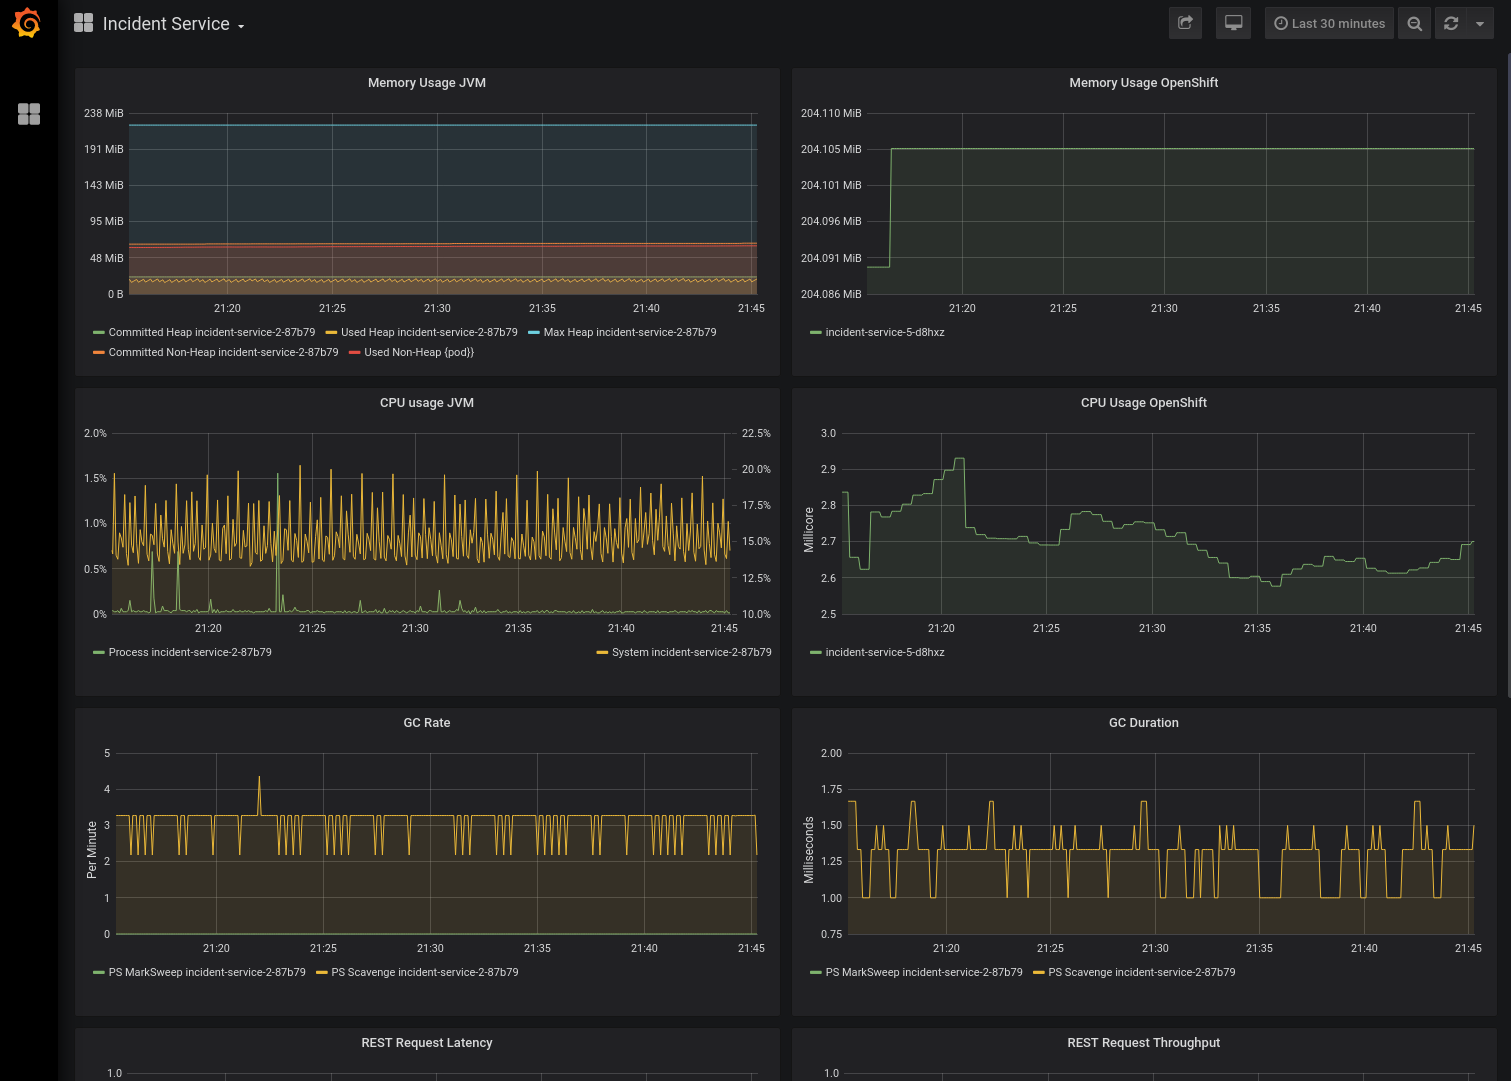 Incident Service
Last 30 minutes
Memory Usage JVM
238 MiB
191 MiB
143 MiB
95 MiB
48 MiB
0 B
21:20 21:25 21:30 21:35 21:40 21:45
Committed Heap incident-service-2-87b79 Used Heap incident-service-2-87b79 Max Heap incident-service-2-87b79
Committed Non-Heap incident-service-2-87b79 Used Non-Heap {pod}}
Memory Usage OpenShift
204.110 MiB
204.105 MiB
204.101 MiB
204.096 MiB
204.091 MiB
204.086 MiB
21:20 21:25 21:30 21:35 21:40 21:45
incident-service-5-d8hxz
CPU usage JVM
2.0% 22.5%
20.0%
1.5%
17.5%
1.0%
15.0%
0.5%
12.5%
0% 10.0%
21:20 21:25 21:30 21:35 21:40 21:45
Process incident-service-2-87b79 System incident-service-2-87b79
CPU Usage OpenShift
Millicore
3.0
2.9
2.8
2.7
2.6
2.5
21:20 21:25 21:30 21:35 21:40 21:45
incident-service-5-d8hxz
GC Rate
Per Minute
5
4
3
2
1
0
21:20 21:25 21:30 21:35 21:40 21:45
PS MarkSweep incident-service-2-87b79 PS Scavenge incident-service-2-87b79
GC Duration
Milliseconds
2.00
1.75
1.50
1.25
1.00
0.75
21:20 21:25 21:30 21:35 21:40 21:45
PS MarkSweep incident-service-2-87b79 PS Scavenge incident-service-2-87b79
REST Request Latency
1.0
REST Request Throughput
1.0